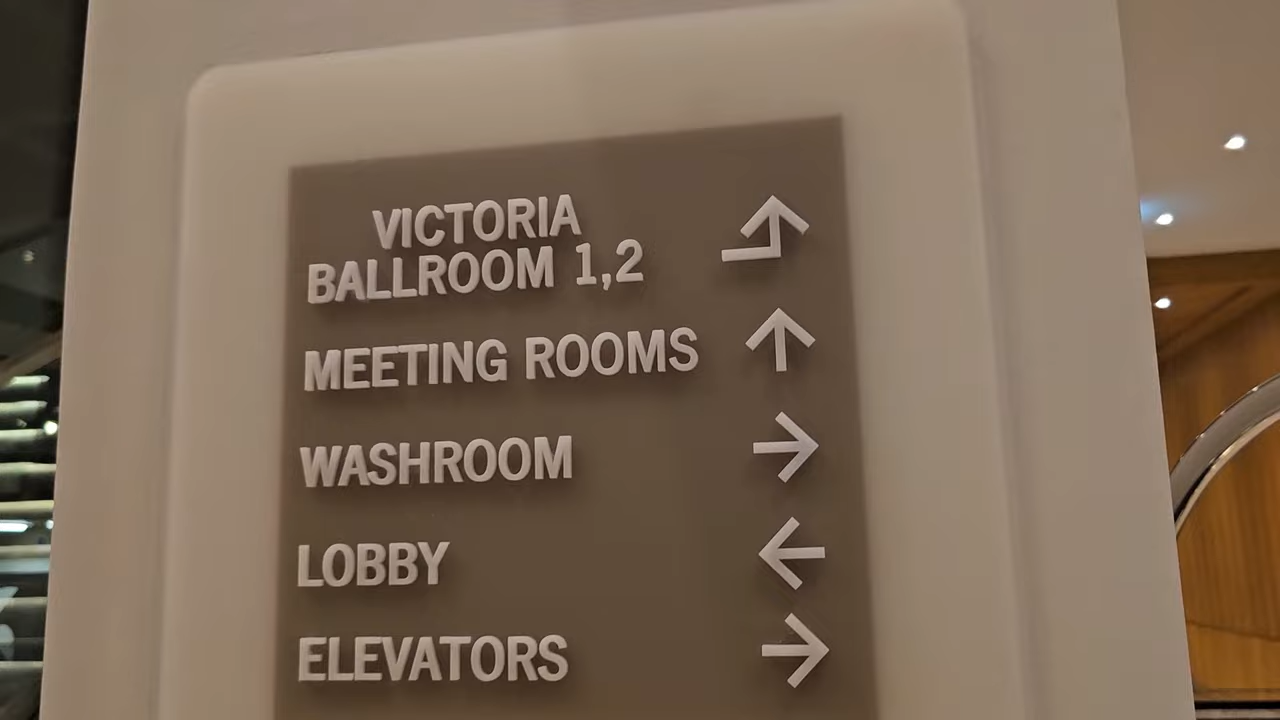 VICTORIA
BALLROOM 1,2
MEETING ROOMS
WASHROOM
LOBBY
ELEVATORS